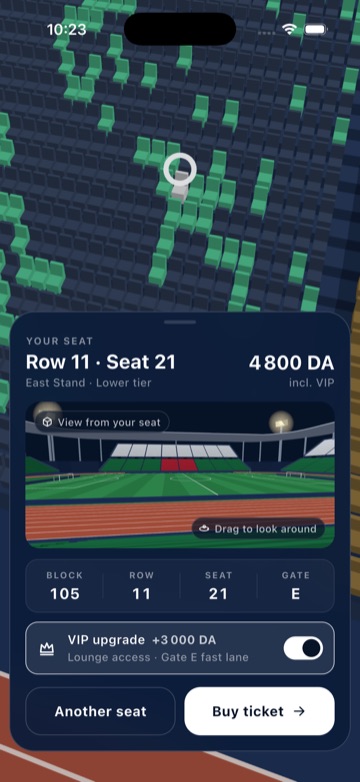 10:23
YOUR SEAT
Row 11 · Seat 21
4 800 DA
East Stand · Lower tier
incl. VIP
View from your seat
Drag to look around
BLOCK ROW SEAT GATE
105 11 21 E
VIP upgrade +3 000 DA
Lounge access · Gate E fast lane
Another seat
Buy ticket →